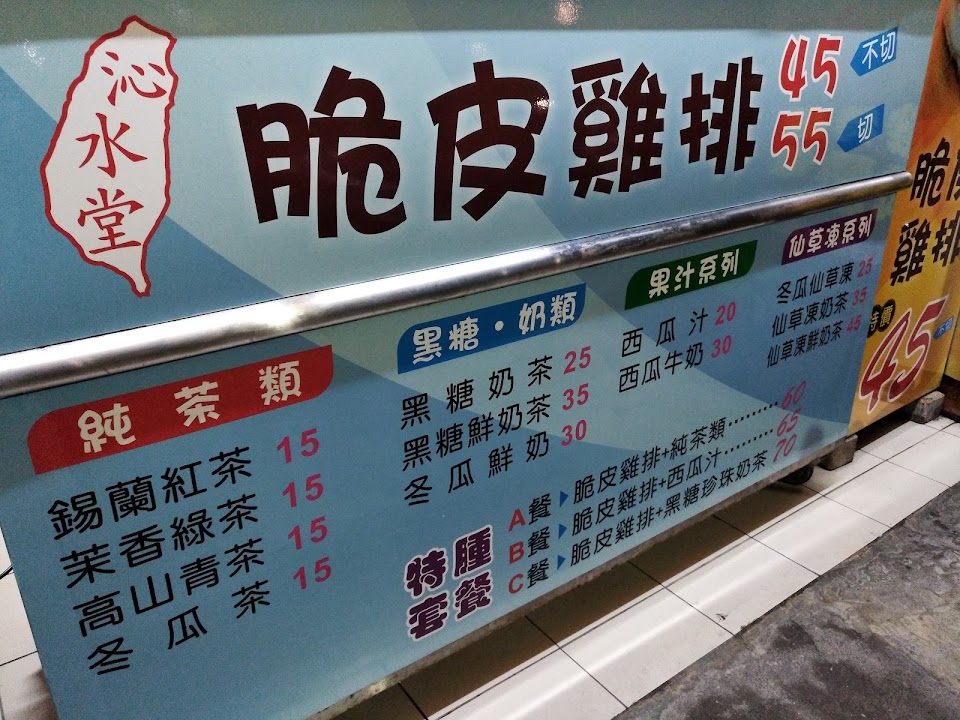 沁水堂
脆皮雞排
45 不切
55 切
純茶類
錫蘭紅茶 15
茉香綠茶 15
高山青茶 15
冬瓜茶 15
黑糖・奶類
黑糖奶茶 25
黑糖鮮奶茶 35
冬瓜鮮奶 30
果汁系列
西瓜汁 20
西瓜牛奶 30
仙草凍系列
冬瓜仙草凍 25
仙草凍奶茶 35
仙草凍鮮奶茶 45
特腫套餐
A餐 脆皮雞排+純茶類………60
B餐 脆皮雞排+西瓜汁………65
C餐 脆皮雞排+黑糖珍珠奶茶 70
脆皮
雞排
特價
45 不切